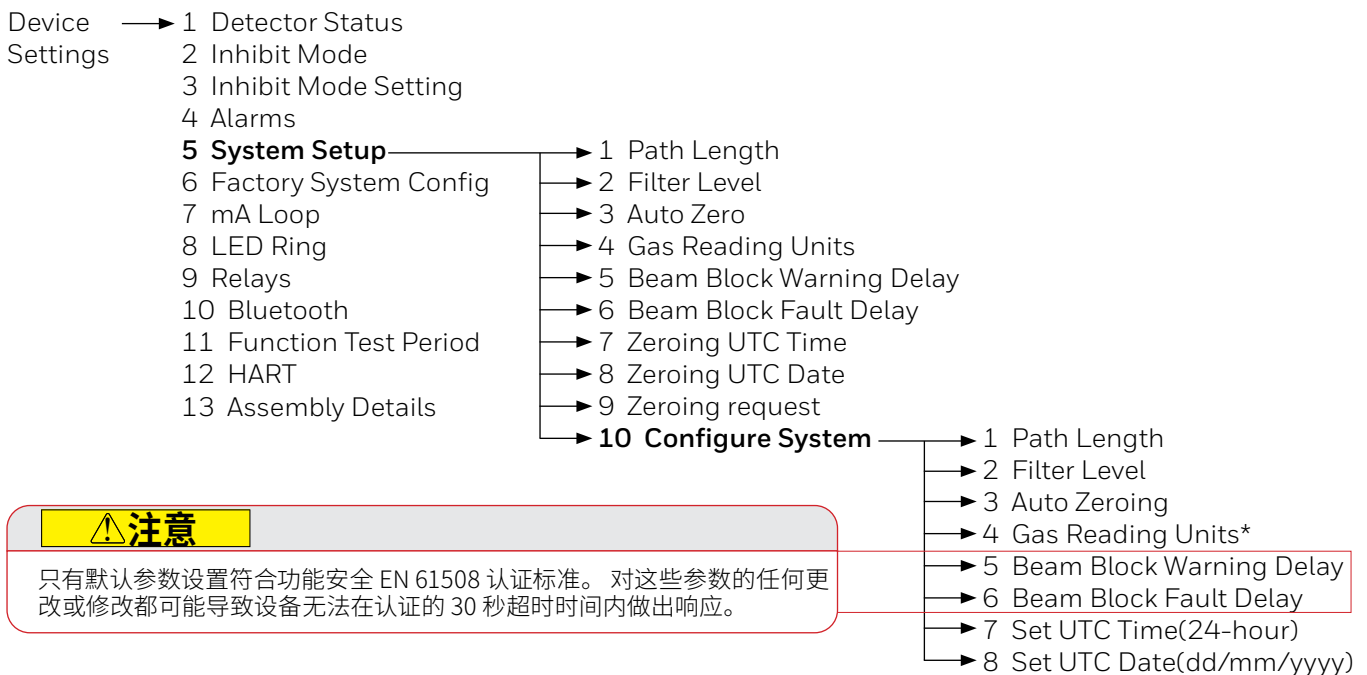 Device Settings
1 Detector Status
2 Inhibit Mode
3 Inhibit Mode Setting
4 Alarms
5 System Setup
6 Factory System Config
7 mA Loop
8 LED Ring
9 Relays
10 Bluetooth
11 Function Test Period
12 HART
13 Assembly Details
1 Path Length
2 Filter Level
3 Auto Zero
4 Gas Reading Units
5 Beam Block Warning Delay
6 Beam Block Fault Delay
7 Zeroing UTC Time
8 Zeroing UTC Date
9 Zeroing request
10 Configure System
1 Path Length
2 Filter Level
3 Auto Zeroing
4 Gas Reading Units*
5 Beam Block Warning Delay
6 Beam Block Fault Delay
7 Set UTC Time(24-hour)
8 Set UTC Date(dd/mm/yyyy)
⚠注意
只有默认参数设置符合功能安全 EN 61508 认证标准。 对这些参数的任何更
改或修改都可能导致设备无法在认证的 30 秒超时时间内做出响应。